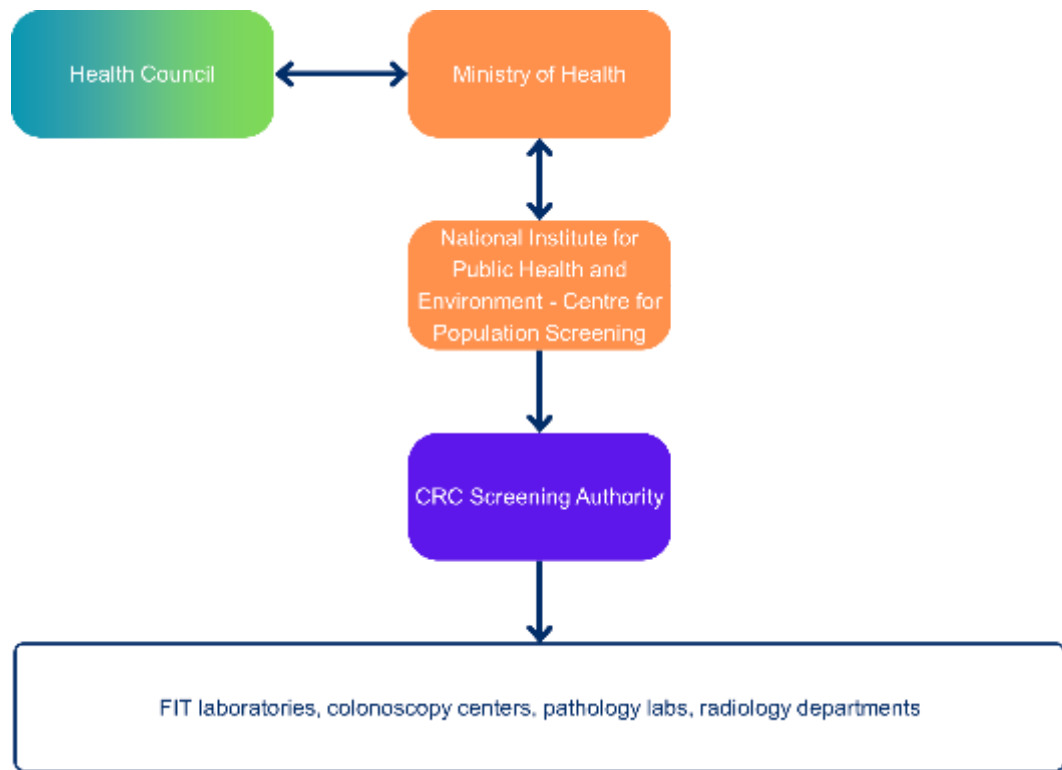 Health Council
Ministry of Health
National Institute for
Public Health and
Environment - Centre for
Population Screening
CRC Screening Authority
FIT laboratories, colonoscopy centers, pathology labs, radiology departments